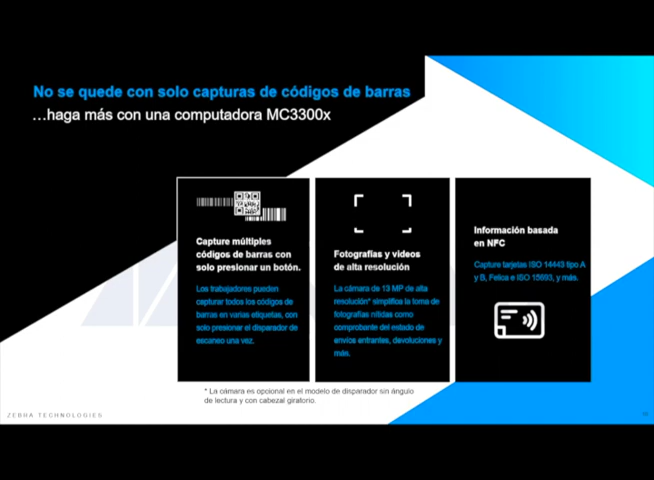 No se quede con solo capturas de códigos de barras
…haga más con una computadora MC3300x
Capture múltiples
códigos de barras con
solo presionar un botón.
Los trabajadores pueden
capturar todos los códigos de
barras en varias etiquetas, con
solo presionar el disparador de
escaneo una vez.
Fotografías y videos
de alta resolución
La cámara de 13 MP de alta
resolución* simplifica la toma de
fotografías nítidas como
comprobante del estado de
envíos entrantes, devoluciones y
más.
Información basada
en NFC
Capture tarjetas ISO 14443 tipo A
y B, Felica e ISO 15693, y más.
* La cámara es opcional en el modelo de disparador sin ángulo
de lectura y con cabezal giratorio.
ZEBRA TECHNOLOGIES